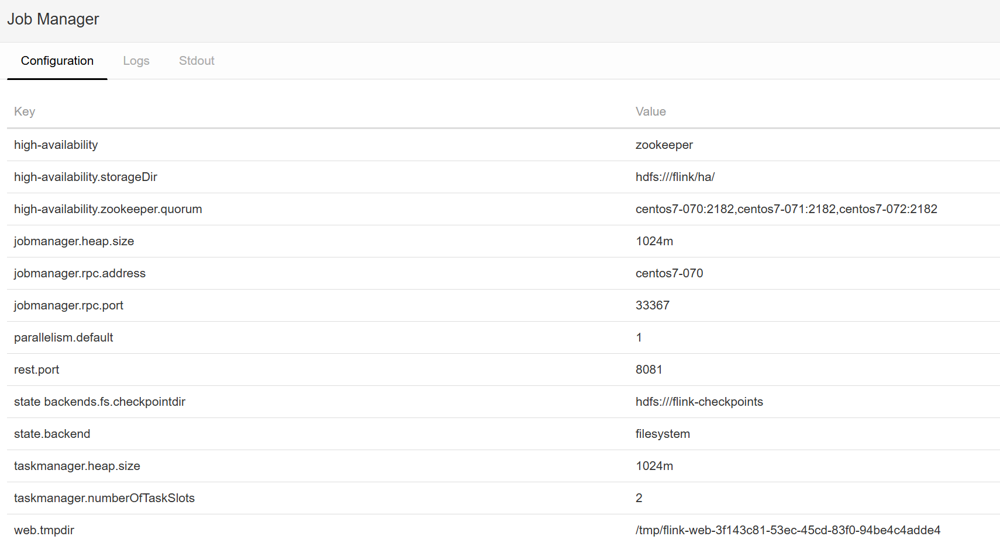 Job Manager
Configuration Logs Stdout
Key Value
high-availability zookeeper
high-availability.storageDir hdfs:///flink/ha/
high-availability.zookeeper.quorum centos7-070:2182,centos7-071:2182,centos7-072:2182
jobmanager.heap.size 1024m
jobmanager.rpc.address centos7-070
jobmanager.rpc.port 33367
parallelism.default 1
rest.port 8081
state backends.fs.checkpointdir hdfs:///flink-checkpoints
state.backend filesystem
taskmanager.heap.size 1024m
taskmanager.numberOfTaskSlots 2
web.tmpdir /tmp/flink-web-3f143c81-53ec-45cd-83f0-94be4c4adde4